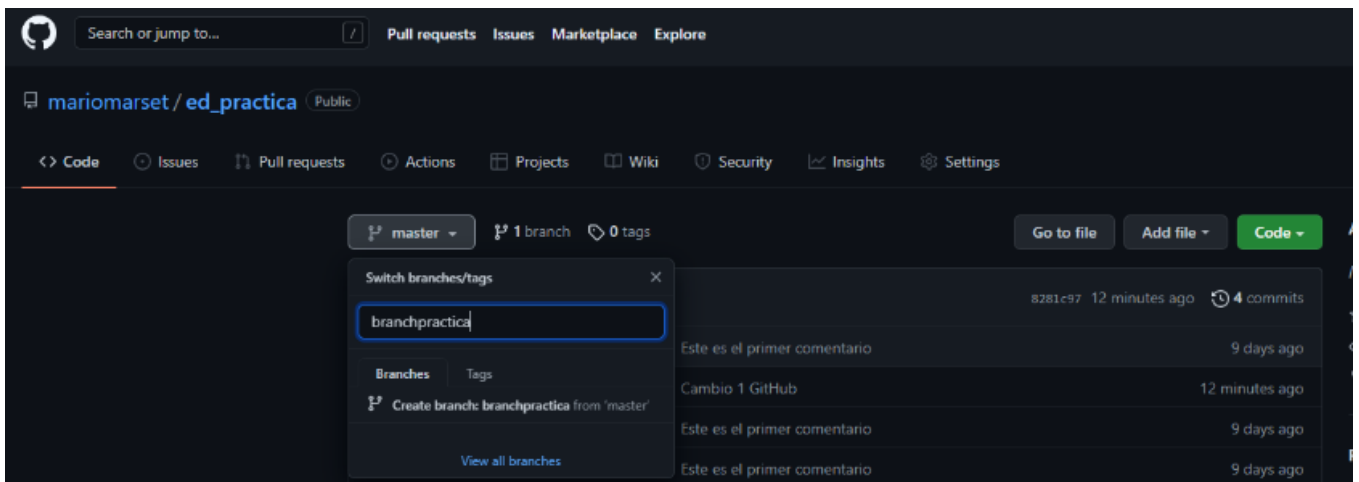 Search or jump to... / Pull requests Issues Marketplace Explore
mariomarset / ed_practica Public
<> Code Issues Pull requests Actions Projects Wiki Security Insights Settings
master 1 branch 0 tags Go to file Add file Code
Switch branches/tags
8281c97 12 minutes ago 4 commits
branchpractica
Este es el primer comentario 9 days ago
Branches Tags
Cambio 1 GitHub 12 minutes ago
Create branch: branchpractica from 'master'
Este es el primer comentario 9 days ago
View all branches
Este es el primer comentario 9 days ago